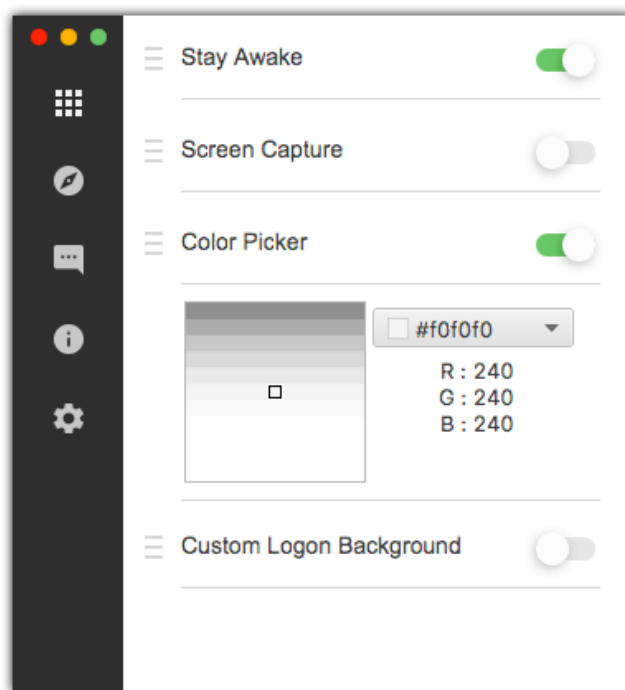 Stay Awake
Screen Capture
Color Picker
#f0f0f0
R : 240
G : 240
B : 240
Custom Logon Background